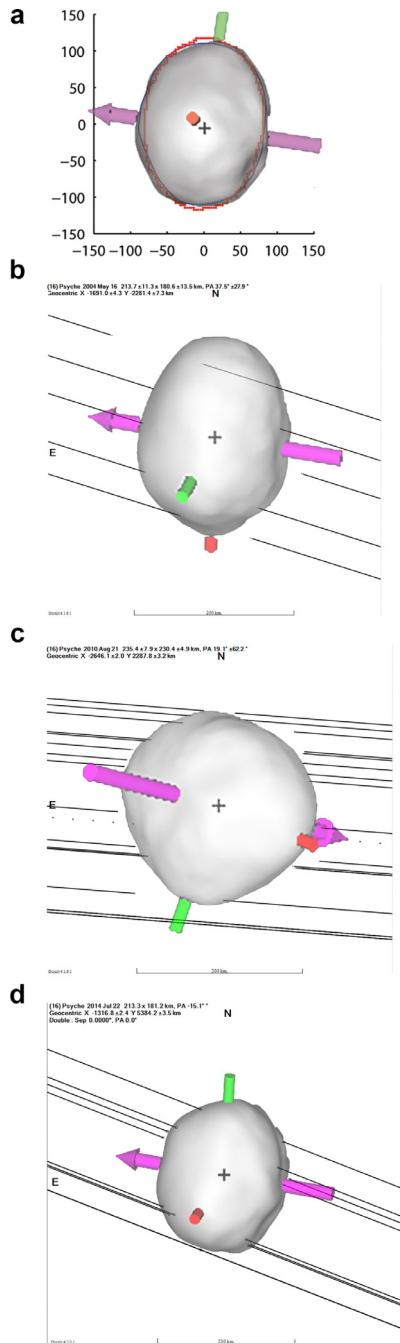 a
150
100
50
0
−50
−100
−150
−150 −100 −50 0 50 100 150
b
(16) Psyche 2004 May 16 213.7 ±11.3 x 180.6 ±13.5 km, PA 37.5° ±27.9 °
Geocentric X -1691.0 ±4.3 Y -2281.4 ±7.3 km
N
E
200 km
c
(16) Psyche 2010 Aug 21 235.4 ±7.9 x 230.4 ±4.9 km, PA 19.1° ±62.2 °
Geocentric X -2646.1 ±2.0 Y 2287.8 ±3.2 km
N
E
200 km
d
(16) Psyche 2014 Jul 22 213.3 x 181.2 km, PA -15.1° °
Geocentric X -1316.8 ±2.4 Y 5384.2 ±3.5 km
Double : Sep 0.0000", PA 0.0°
N
E
200 km